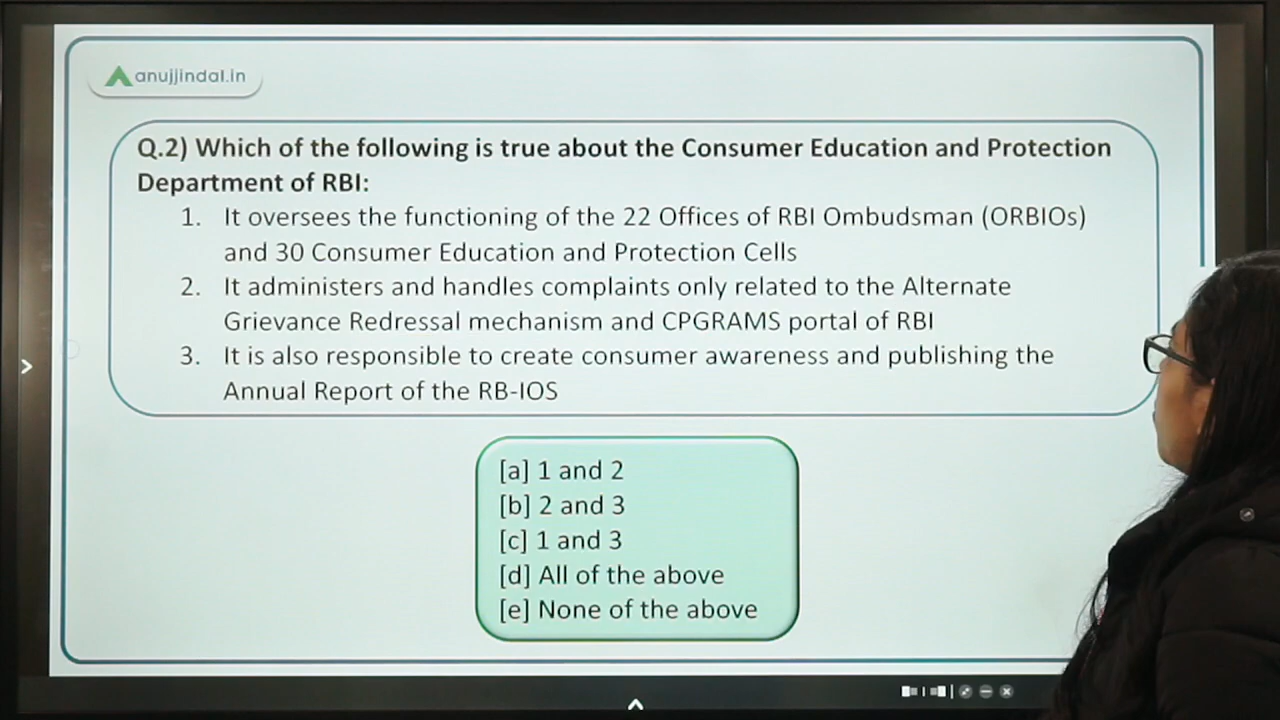 anujjindal.in
Q.2) Which of the following is true about the Consumer Education and Protection
Department of RBI:
1. It oversees the functioning of the 22 Offices of RBI Ombudsman (ORBIOs)
and 30 Consumer Education and Protection Cells
2. It administers and handles complaints only related to the Alternate
Grievance Redressal mechanism and CPGRAMS portal of RBI
3. It is also responsible to create consumer awareness and publishing the
Annual Report of the RB-IOS
[a] 1 and 2
[b] 2 and 3
[c] 1 and 3
[d] All of the above
[e] None of the above